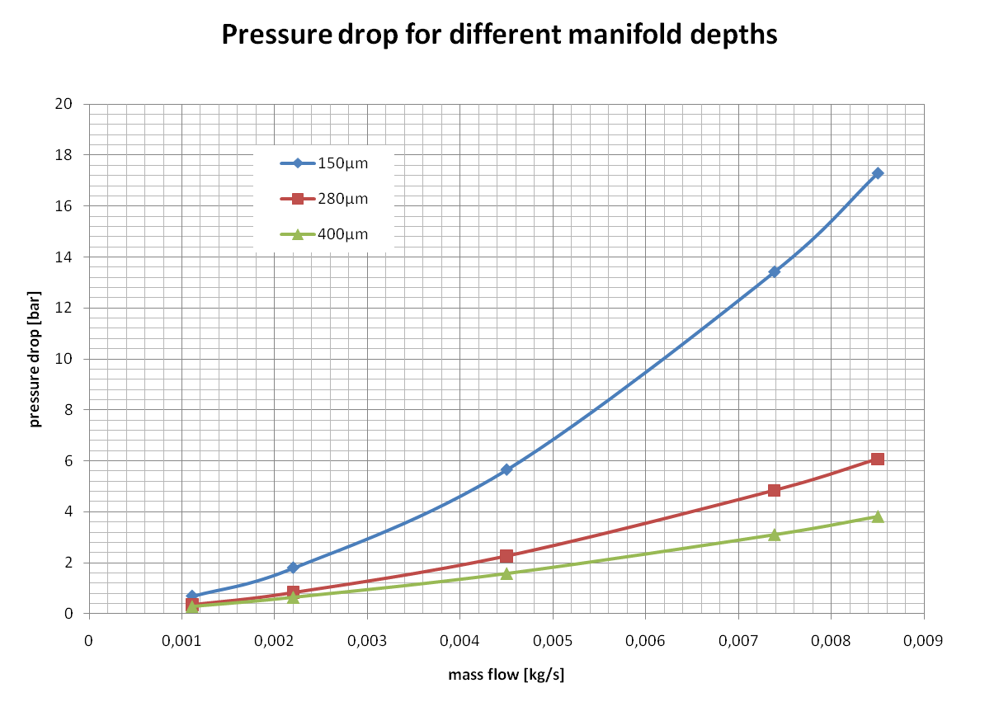 Pressure drop for different manifold depths
20
18
16
14
12
10
8
6
4
2
0
pressure drop [bar]
150µm
280µm
400µm
0 0,001 0,002 0,003 0,004 0,005 0,006 0,007 0,008 0,009
mass flow [kg/s]